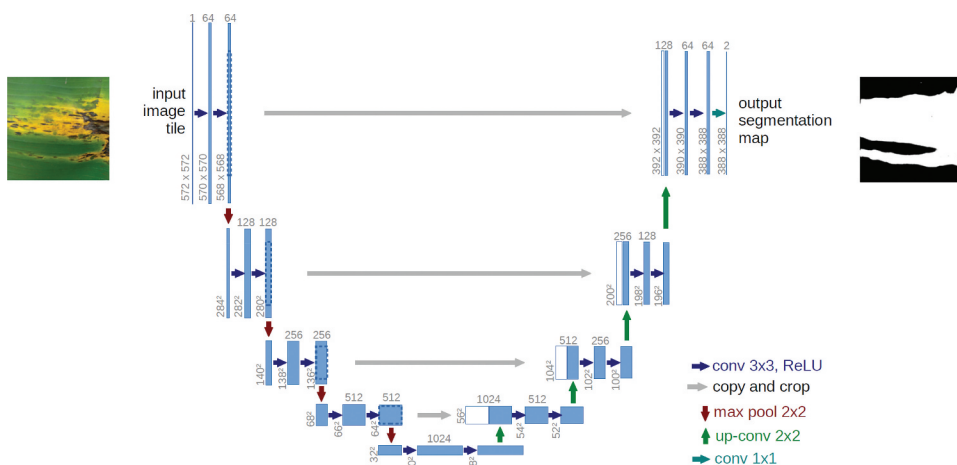 1 64 64
128 64 64 2
input
image
tile
output
segmentation
map
572 x 572
570 x 570
568 x 568
392 x 392
390 x 390
388 x 388
388 x 388
128 128
256 128
284²
282²
280²
200²
198²
196²
256 256
512 256
140²
138²
136²
104²
102²
100²
512 512
1024 512
68²
66²
64²
56²
54²
52²
1024
32²
conv 3x3, ReLU
copy and crop
max pool 2x2
up-conv 2x2
conv 1x1